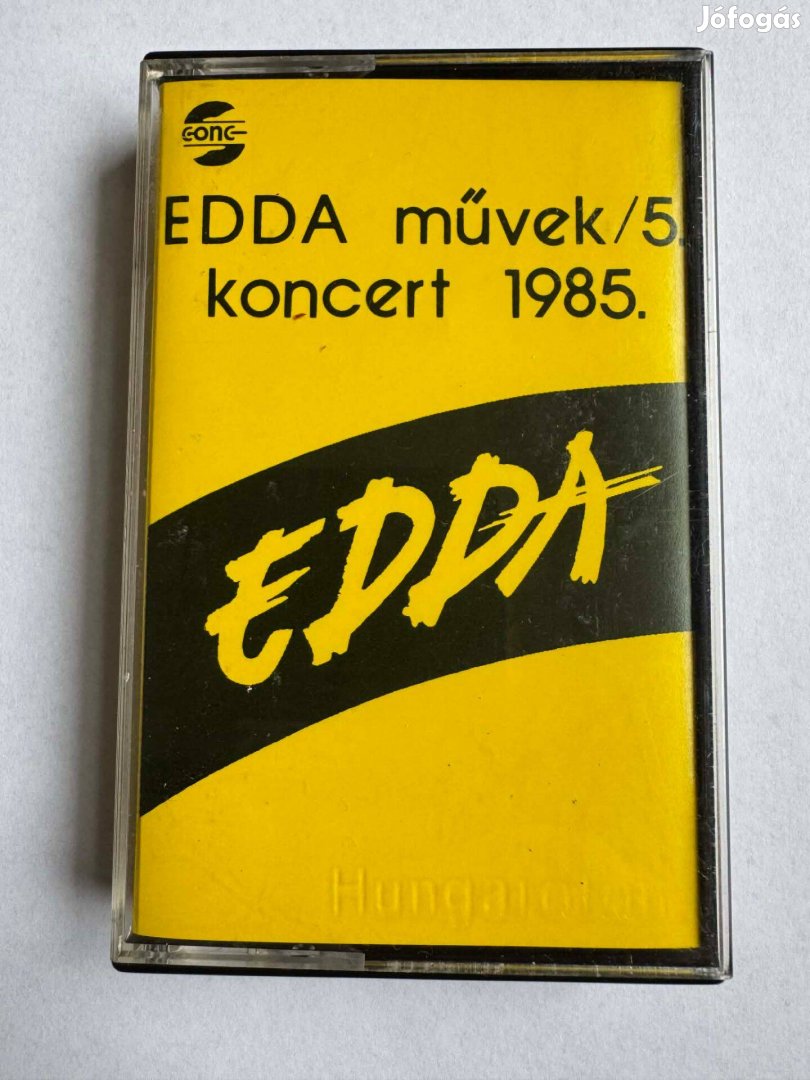 Jófogás
conc
EDDA művek/5.
koncert 1985.
EDDA
Hungaroton